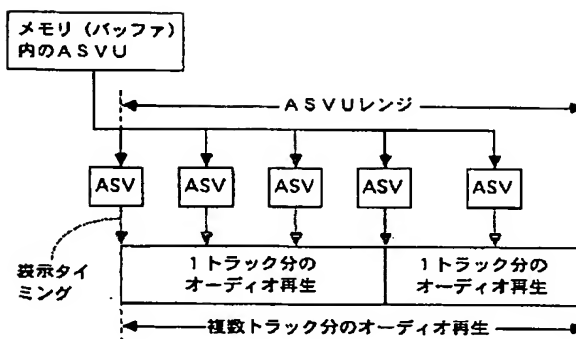 メモリ（バッファ）
内のＡＳＶＵ
ＡＳＶＵレンジ
ASV ASV ASV ASV ASV
表示タイ
ミング
１トラック分の
オーディオ再生
１トラック分の
オーディオ再生
複数トラック分のオーディオ再生